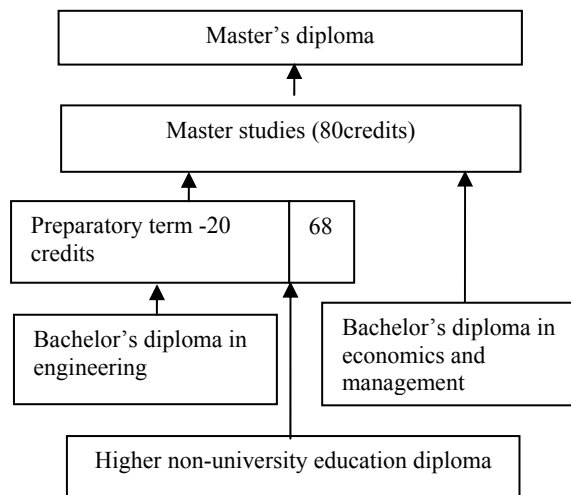 Master’s diploma
Master studies (80credits)
Preparatory term -20
credits
68
Bachelor’s diploma in
engineering
Bachelor’s diploma in
economics and
management
Higher non-university education diploma